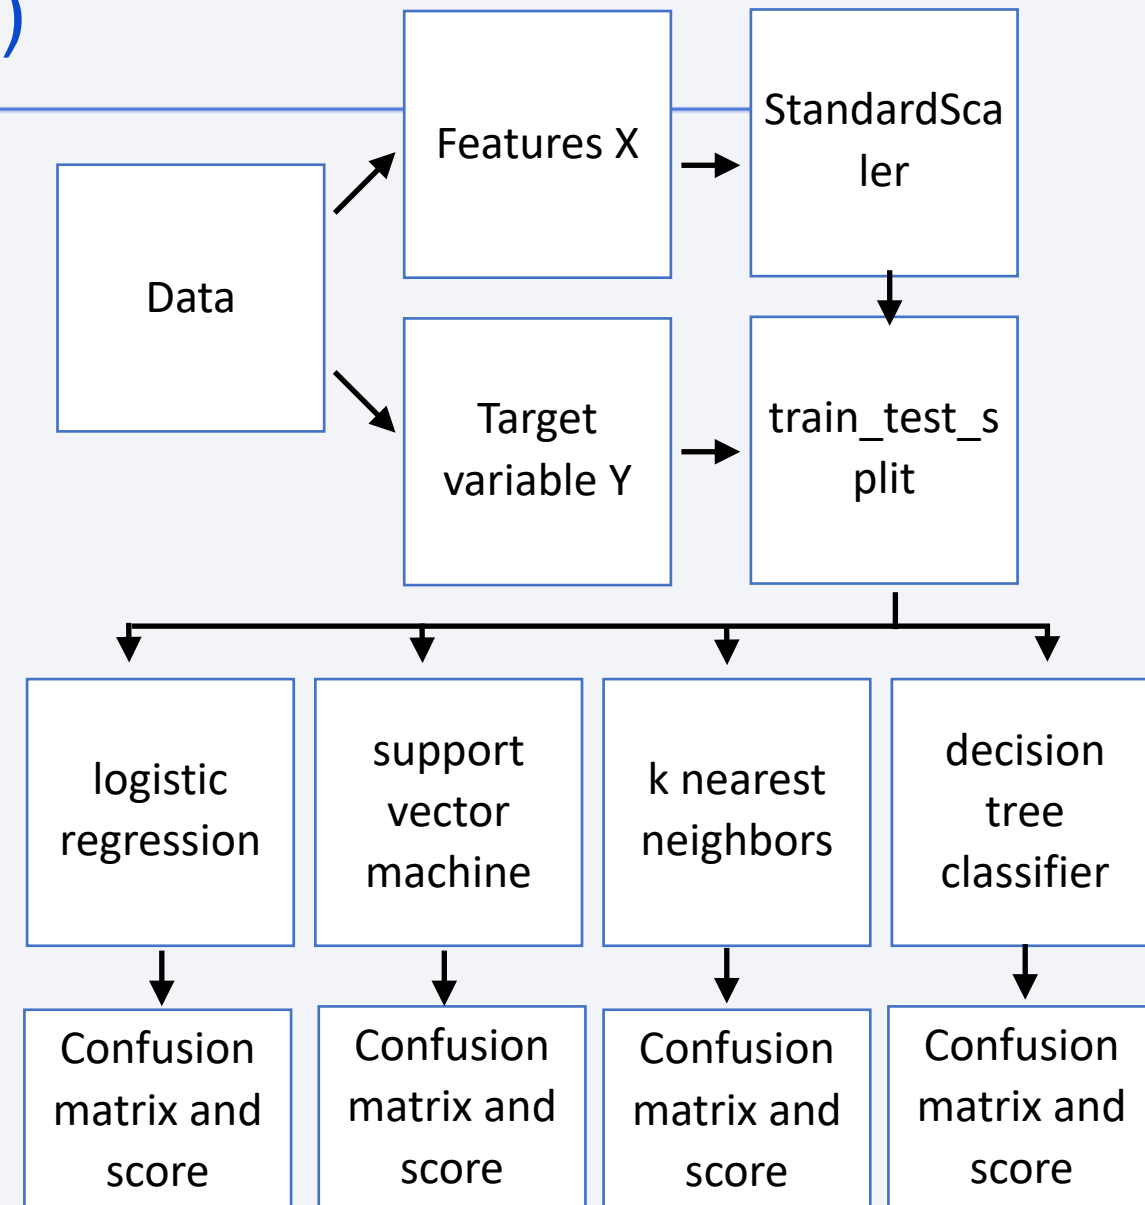 )
Features X
StandardSca
ler
Data
Target
variable Y
train_test_s
plit
logistic
regression
support
vector
machine
k nearest
neighbors
decision
tree
classifier
Confusion
matrix and
score
Confusion
matrix and
score
Confusion
matrix and
score
Confusion
matrix and
score